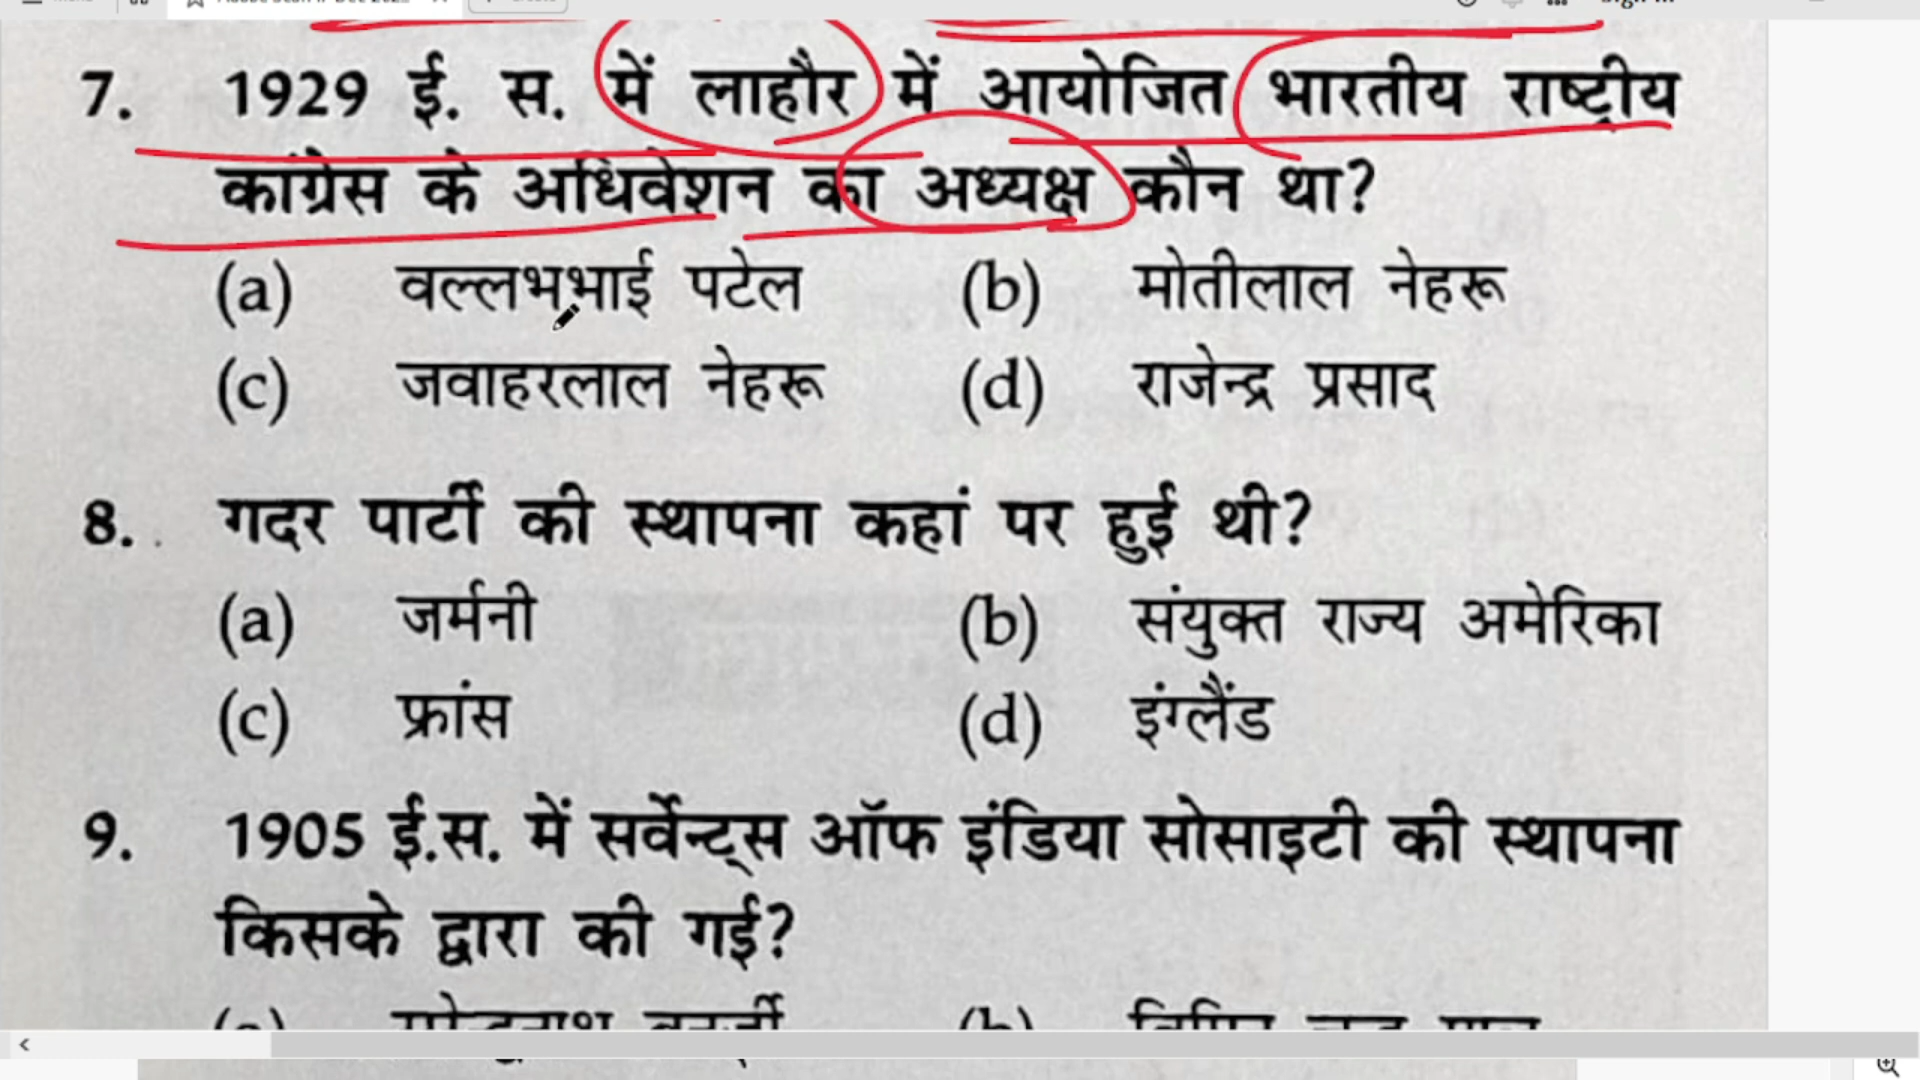 7. 1929 ई. स. में लाहौर में आयोजित भारतीय राष्ट्रीय
कांग्रेस के अधिवेशन का अध्यक्ष कौन था?
(a) वल्लभभाई पटेल (b) मोतीलाल नेहरू
(c) जवाहरलाल नेहरू (d) राजेन्द्र प्रसाद
8. गदर पार्टी की स्थापना कहां पर हुई थी?
(a) जर्मनी (b) संयुक्त राज्य अमेरिका
(c) फ्रांस (d) इंग्लैंड
9. 1905 ई.स. में सर्वेन्ट्स ऑफ इंडिया सोसाइटी की स्थापना
किसके द्वारा की गई?